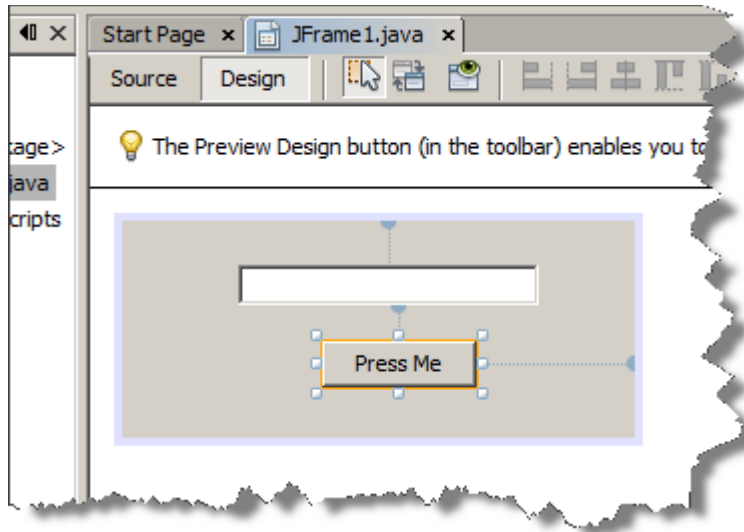 Start Page JFrame1.java
Source Design
The Preview Design button (in the toolbar) enables you to
kage>
java
cripts
Press Me